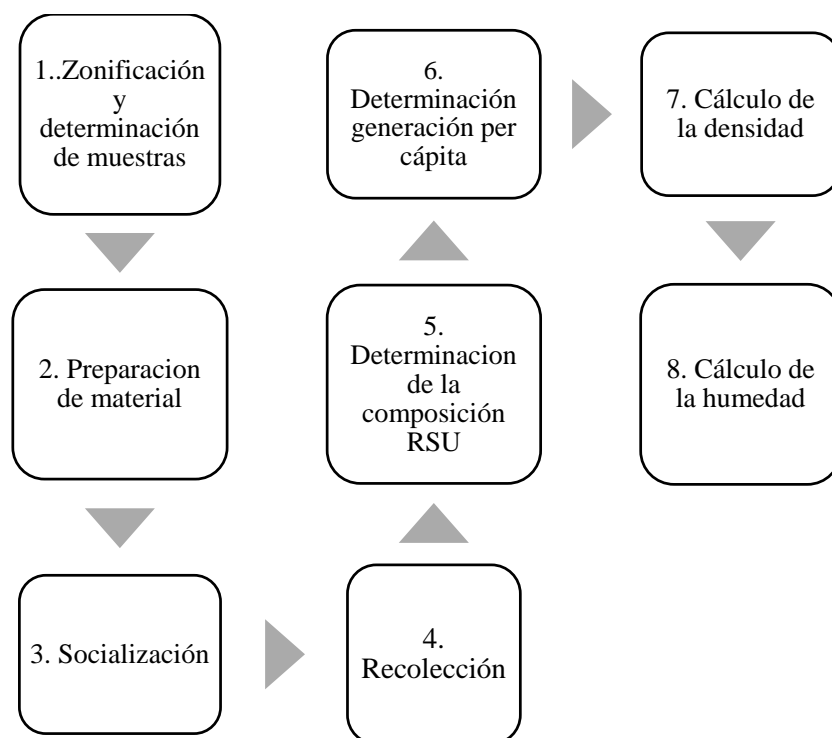 1..Zonificación
y
determinación
de muestras
2. Preparacion
de material
3. Socialización
4.
Recolección
5.
Determinacion
de la
composición
RSU
6.
Determinación
generación per
cápita
7. Cálculo de
la densidad
8. Cálculo de
la humedad